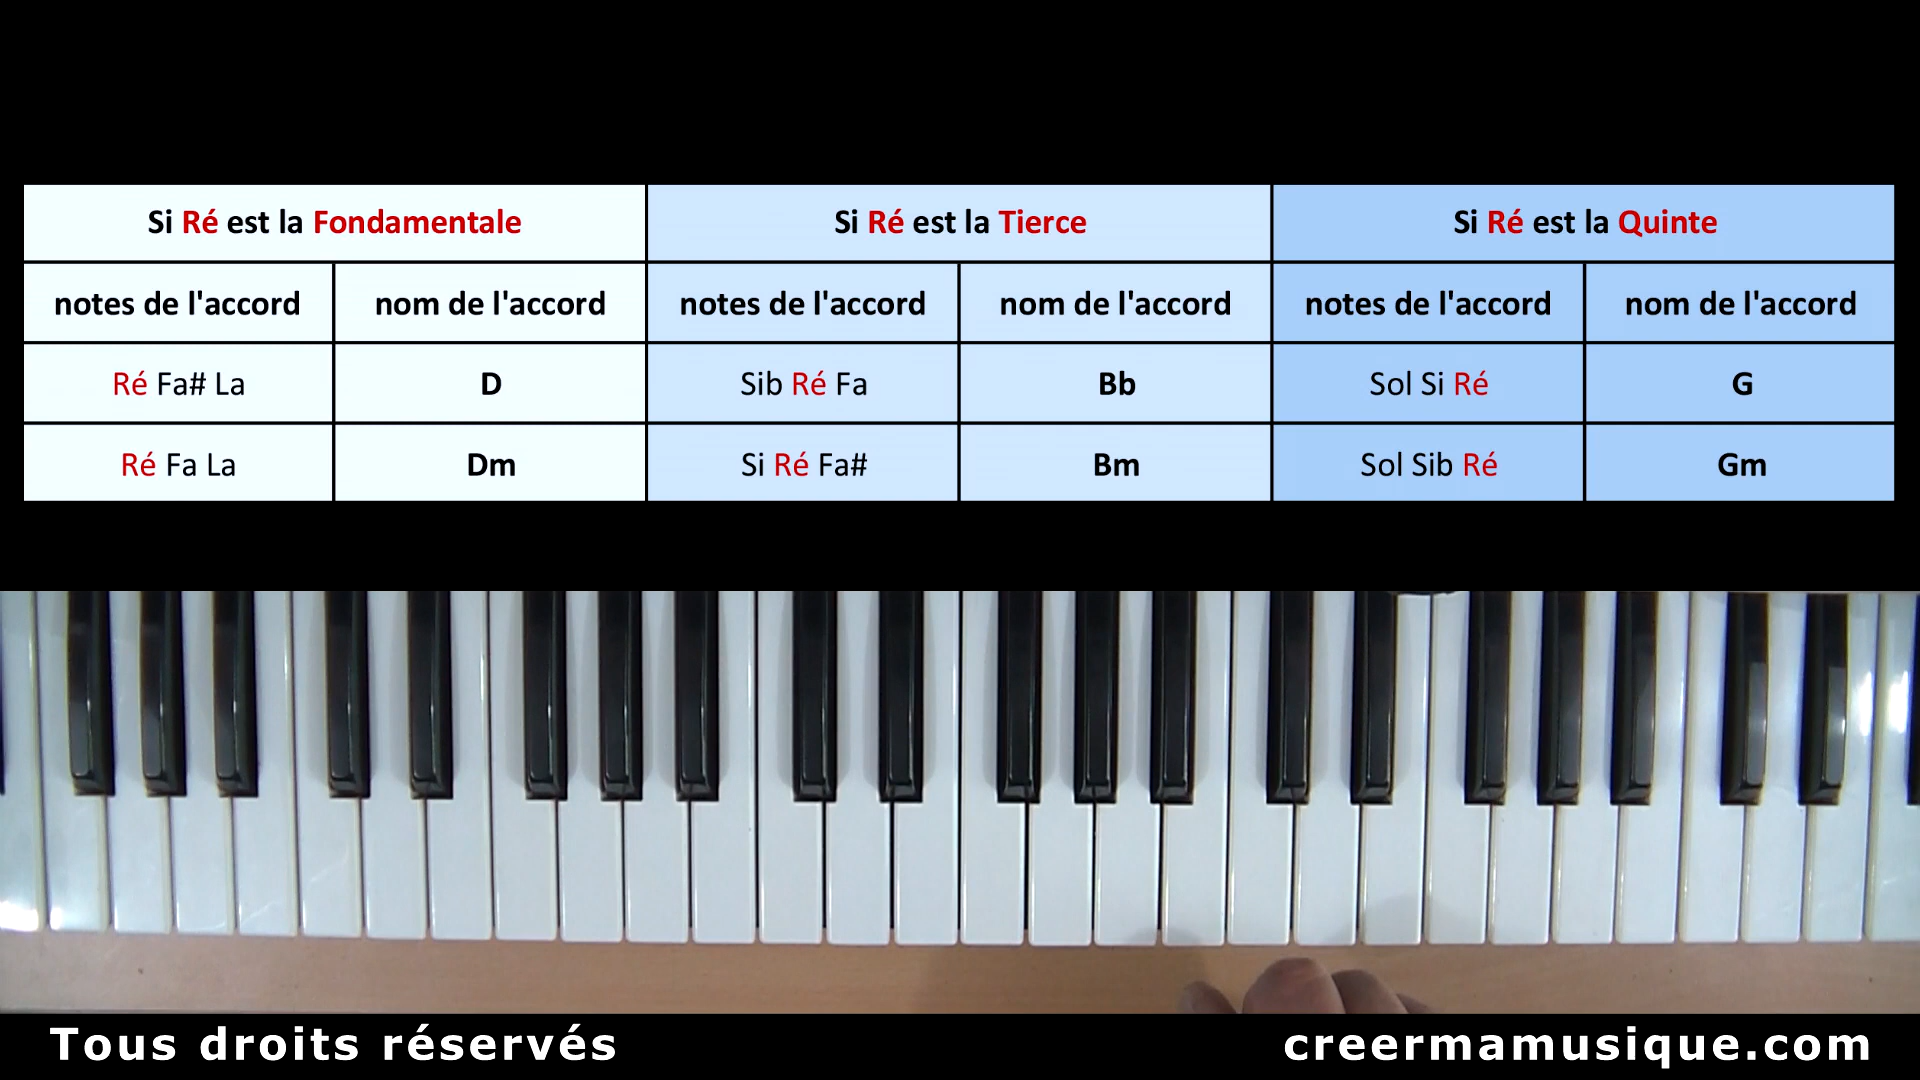 Si Ré est la Fondamentale Si Ré est la Tierce Si Ré est la Quinte
notes de l'accord nom de l'accord notes de l'accord nom de l'accord notes de l'accord nom de l'accord
Ré Fa# La D Sib Ré Fa Bb Sol Si Ré G
Ré Fa La Dm Si Ré Fa# Bm Sol Sib Ré Gm
Tous droits réservés creermamusique.com